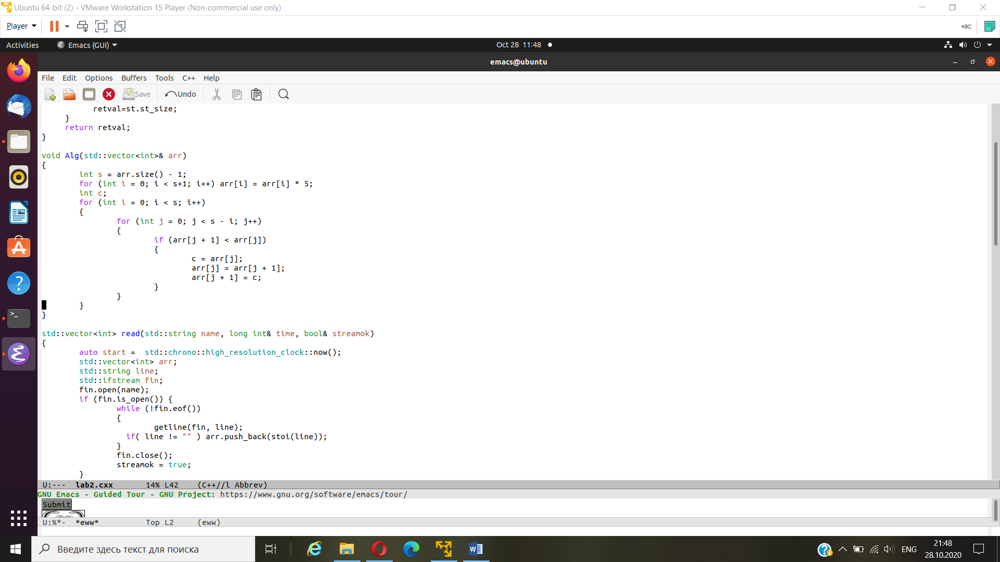 Ubuntu 64-bit (2) - VMware Workstation 15 Player (Non-commercial use only)
Player
Activities Emacs (GUI) Oct 28 11:48
emacs@ubuntu
File Edit Options Buffers Tools C++ Help
Save Undo
retval=st.st_size;
}
return retval;
}
void Alg(std::vector<int>& arr)
{
int s = arr.size() - 1;
for (int i = 0; i < s+1; i++) arr[i] = arr[i] * 5;
int c;
for (int i = 0; i < s; i++)
{
for (int j = 0; j < s - i; j++)
{
if (arr[j + 1] < arr[j])
{
c = arr[j];
arr[j] = arr[j + 1];
arr[j + 1] = c;
}
}
}
}
std::vector<int> read(std::string name, long int& time, bool& streamok)
{
auto start =  std::chrono::high_resolution_clock::now();
std::vector<int> arr;
std::string line;
std::ifstream fin;
fin.open(name);
if (fin.is_open()) {
while (!fin.eof())
{
getline(fin, line);
if( line != "" ) arr.push_back(stoi(line));
}
fin.close();
streamok = true;
}
U:--- lab2.cxx 14% L42 (C++//l Abbrev)
GNU Emacs - Guided Tour - GNU Project: https://www.gnu.org/software/emacs/tour/
Submit
U:%*- *eww* Top L2 (eww)
Введите здесь текст для поиска
ENG
21:48
28.10.2020